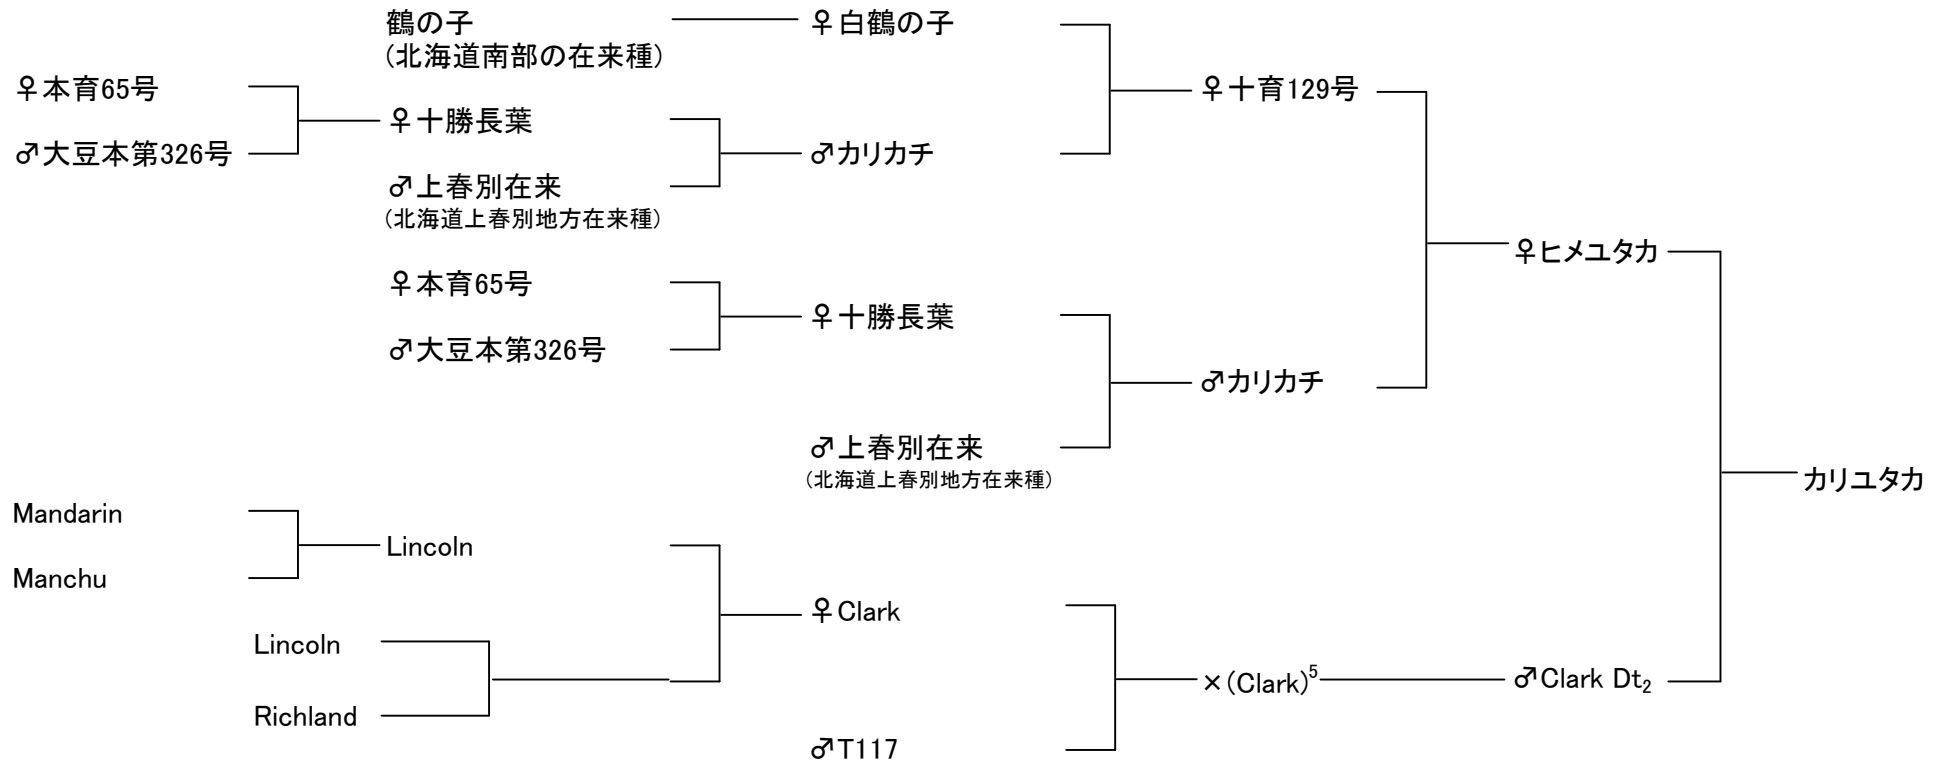 鶴の子
(北海道南部の在来種)
♀白鶴の子
♀本育65号
♀十育129号
♀十勝長葉
♂大豆本第326号
♂カリカチ
♂上春別在来
(北海道上春別地方在来種)
♀ヒメユタカ
♀本育65号
♀十勝長葉
♂大豆本第326号
♂カリカチ
♂上春別在来
(北海道上春別地方在来種)
カリユタカ
Mandarin
Lincoln
Manchu
♀Clark
Lincoln
×(Clark)⁵
♂Clark Dt₂
Richland
♂T117